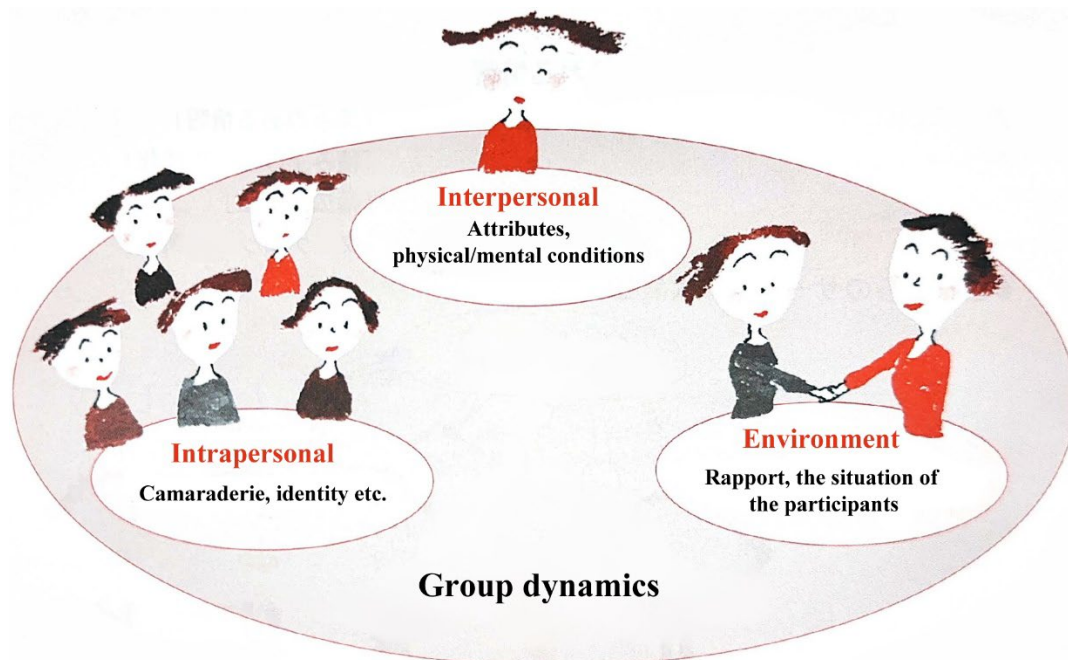 Interpersonal
Attributes,
physical/mental conditions
Intrapersonal
Camaraderie, identity etc.
Environment
Rapport, the situation of
the participants
Group dynamics